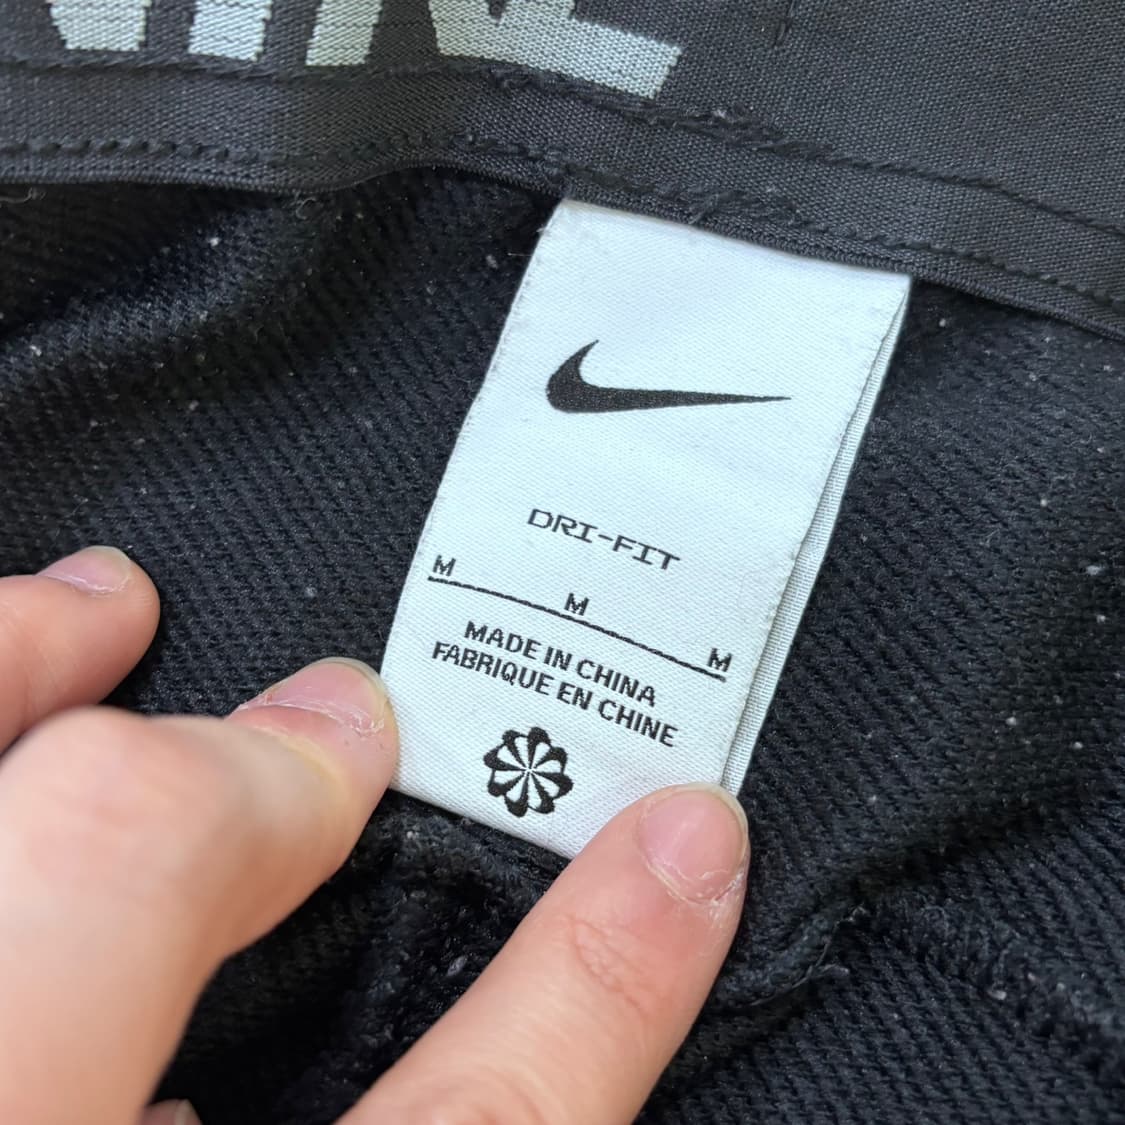 DRI-FIT
M M M
MADE IN CHINA
FABRIQUE EN CHINE